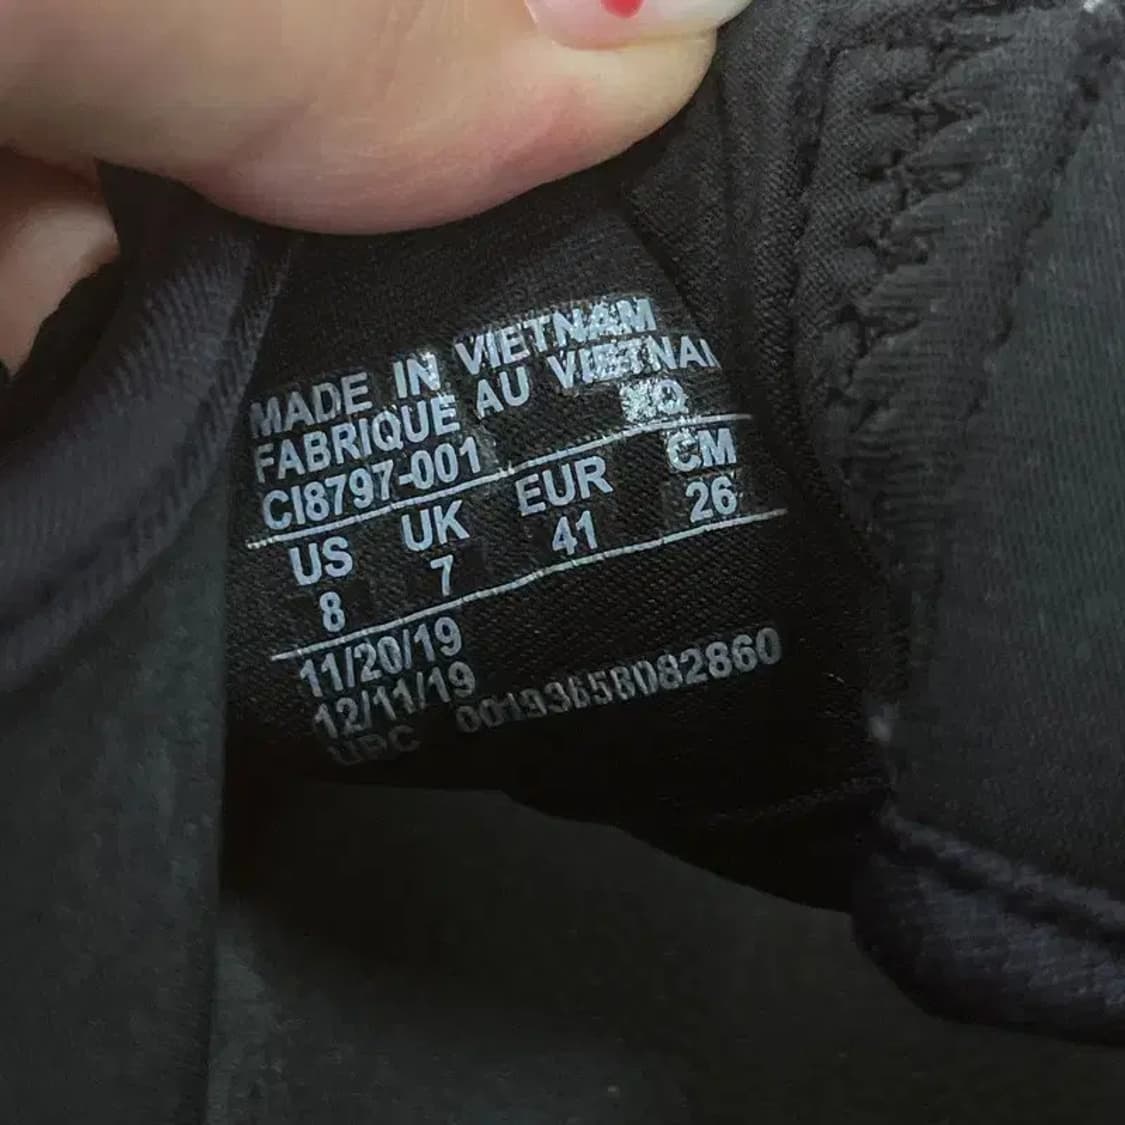 MADE IN VIETNAM
FABRIQUE AU VIETNAM
CI8797-001
US UK EUR CM
8 7 41 26
11/20/19
12/11/19
UPC 00193658082860